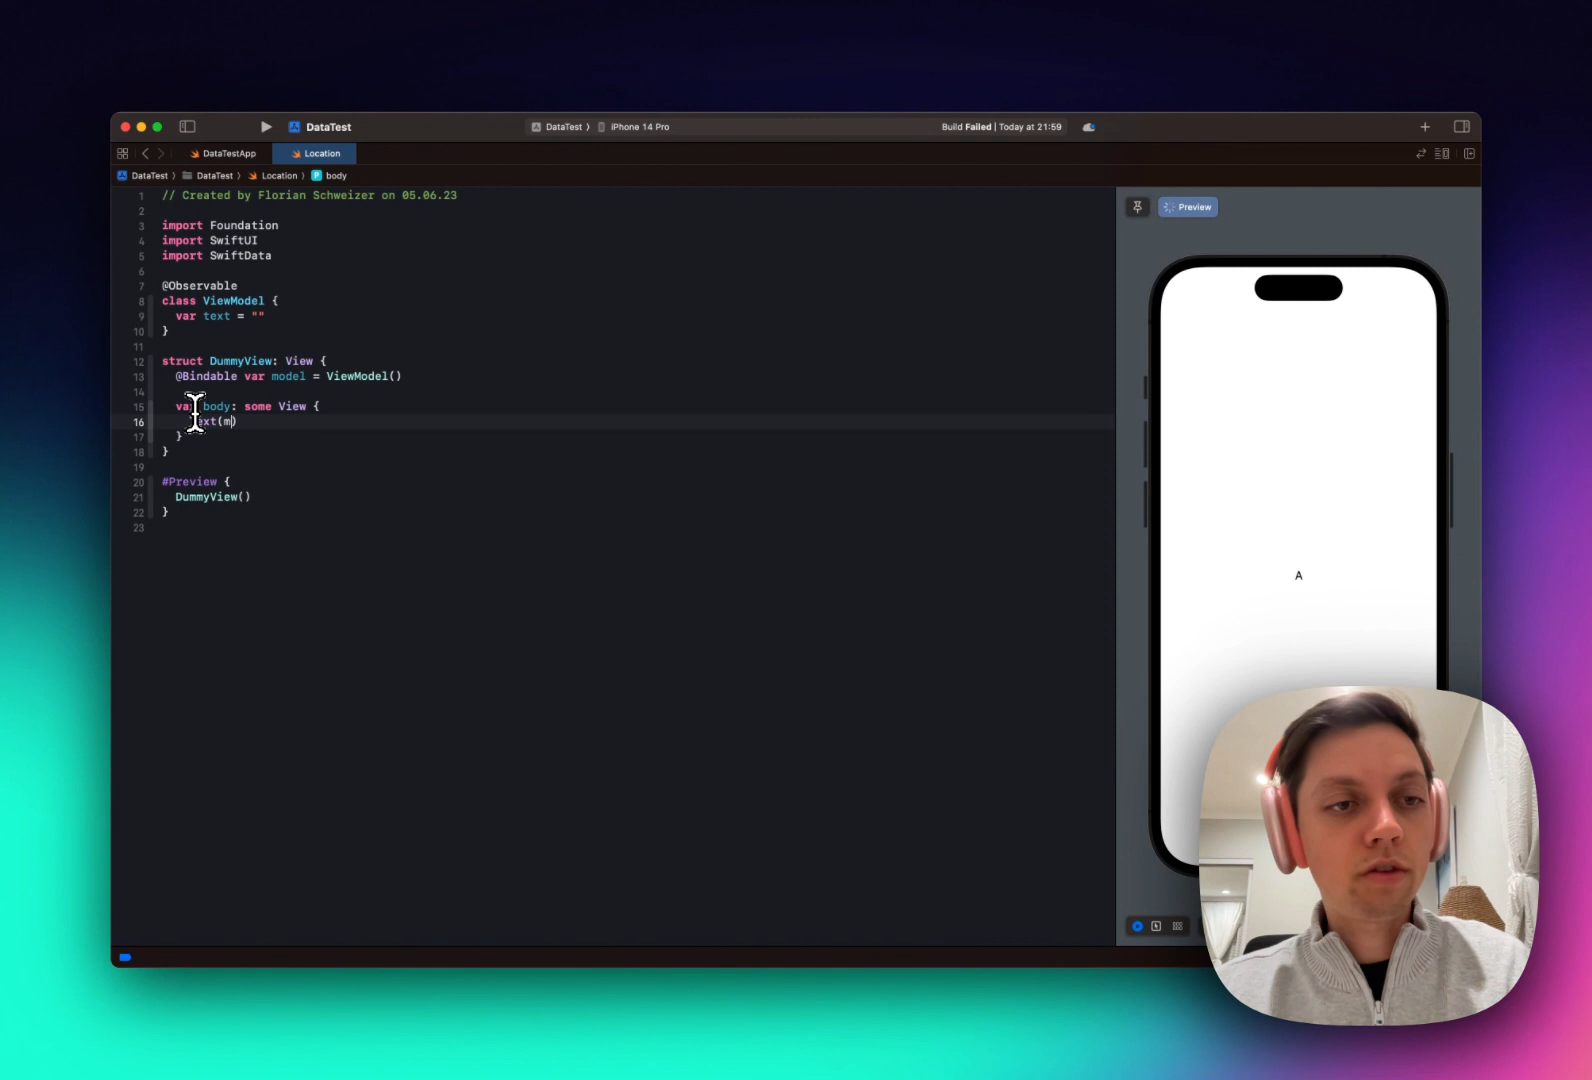 DataTest
DataTest 〉 iPhone 14 Pro
Build Failed | Today at 21:59
DataTestApp
Location
DataTest 〉 DataTest 〉 Location 〉 P body
1 // Created by Florian Schweizer on 05.06.23
2
3 import Foundation
4 import SwiftUI
5 import SwiftData
6
7 @Observable
8 class ViewModel {
9 var text = ""
10 }
11
12 struct DummyView: View {
13 @Bindable var model = ViewModel()
14
15 var body: some View {
16 Text(m)
17 }
18 }
19
20 #Preview {
21 DummyView()
22 }
23
Preview
A